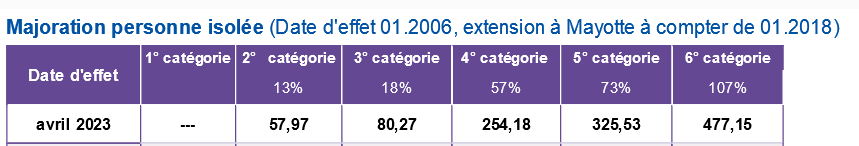 Majoration personne isolée (Date d'effet 01.2006, extension à Mayotte à compter de 01.2018)
Date d'effet 1° catégorie 2° catégorie 3° catégorie 4° catégorie 5° catégorie 6° catégorie
13% 18% 57% 73% 107%
avril 2023 --- 57,97 80,27 254,18 325,53 477,15